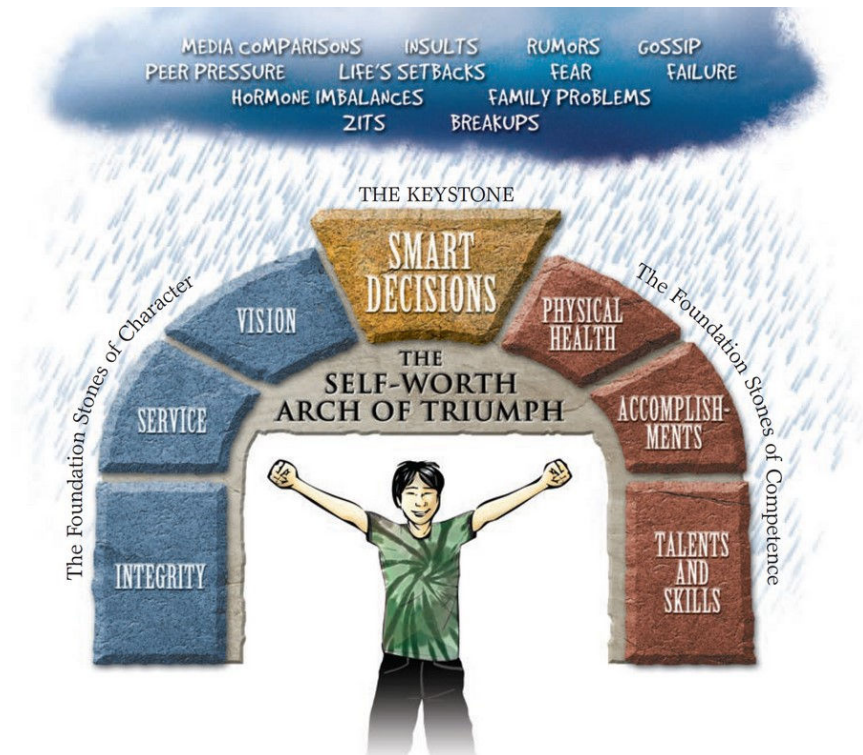 MEDIA COMPARISONS INSULTS RUMORS GOSSIP
PEER PRESSURE LIFE'S SETBACKS FEAR FAILURE
HORMONE IMBALANCES FAMILY PROBLEMS
ZITS BREAKUPS
THE KEYSTONE
SMART
DECISIONS
The Foundation Stones of Character
VISION
SERVICE
INTEGRITY
The Foundation Stones of Competence
PHYSICAL
HEALTH
ACCOMPLISH-
MENTS
TALENTS
AND
SKILLS
THE
SELF-WORTH
ARCH OF TRIUMPH